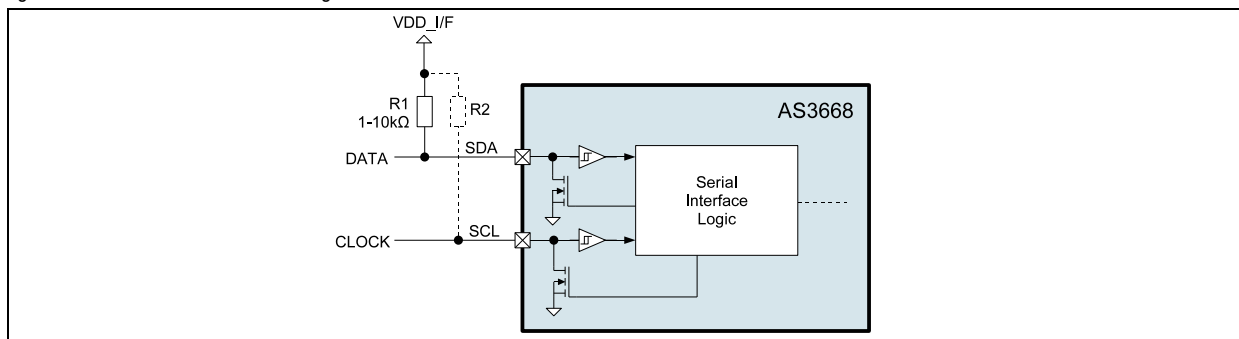 VDD_I/F
R1
1-10kΩ
R2
AS3668
DATA
SDA
Serial
Interface
Logic
CLOCK
SCL